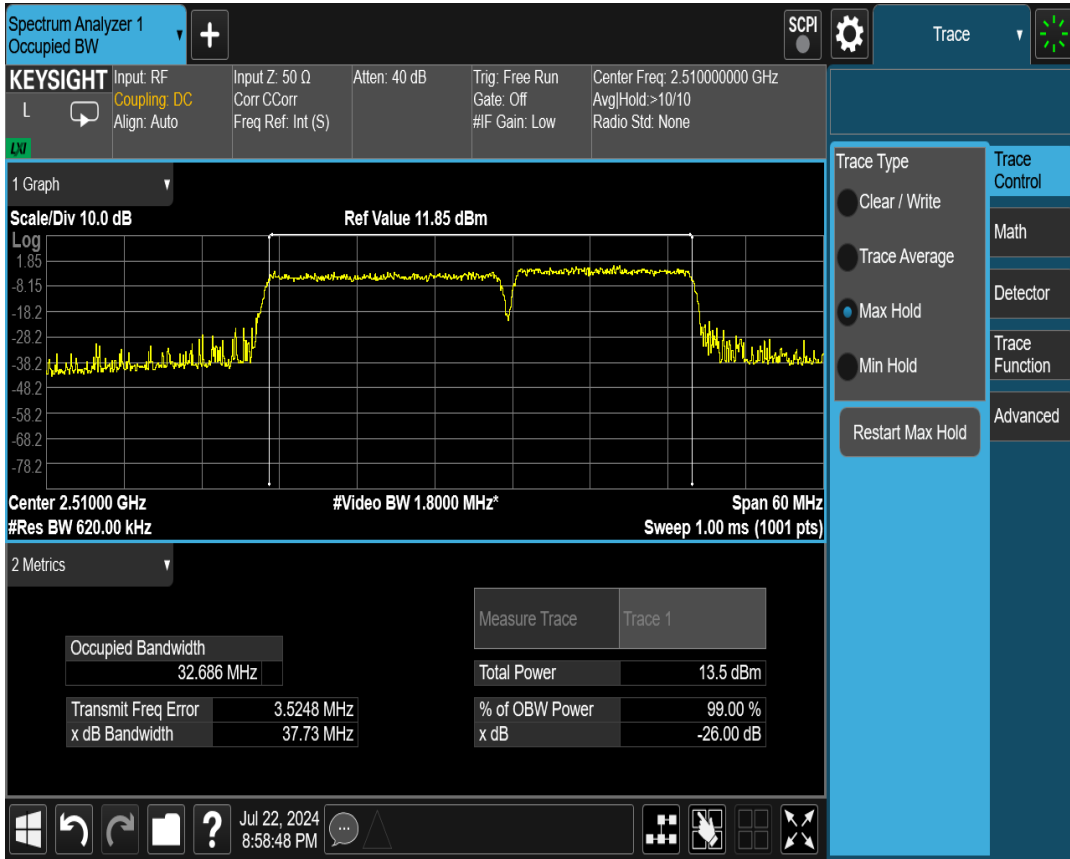 Spectrum Analyzer 1
Occupied BW
SCPI
Trace
KEYSIGHT
L
LXI
Input: RF
Coupling: DC
Align: Auto
Input Z: 50 Ω
Corr CCorr
Freq Ref: Int (S)
Atten: 40 dB
Trig: Free Run
Gate: Off
#IF Gain: Low
Center Freq: 2.510000000 GHz
Avg|Hold:>10/10
Radio Std: None
1 Graph
Scale/Div 10.0 dB
Ref Value 11.85 dBm
Log
1.85
-8.15
-18.2
-28.2
-38.2
-48.2
-58.2
-68.2
-78.2
Center 2.51000 GHz
#Video BW 1.8000 MHz*
Span 60 MHz
#Res BW 620.00 kHz
Sweep 1.00 ms (1001 pts)
2 Metrics
Measure Trace
Trace 1
Occupied Bandwidth
32.686 MHz
Total Power
13.5 dBm
Transmit Freq Error
3.5248 MHz
% of OBW Power
99.00 %
x dB Bandwidth
37.73 MHz
x dB
-26.00 dB
Trace Type
Clear / Write
Trace Average
Max Hold
Min Hold
Restart Max Hold
Trace
Control
Math
Detector
Trace
Function
Advanced
?
Jul 22, 2024
8:58:48 PM